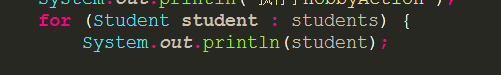 System.out.println("hobbyAction");
for (Student student : students) {
System.out.println(student);